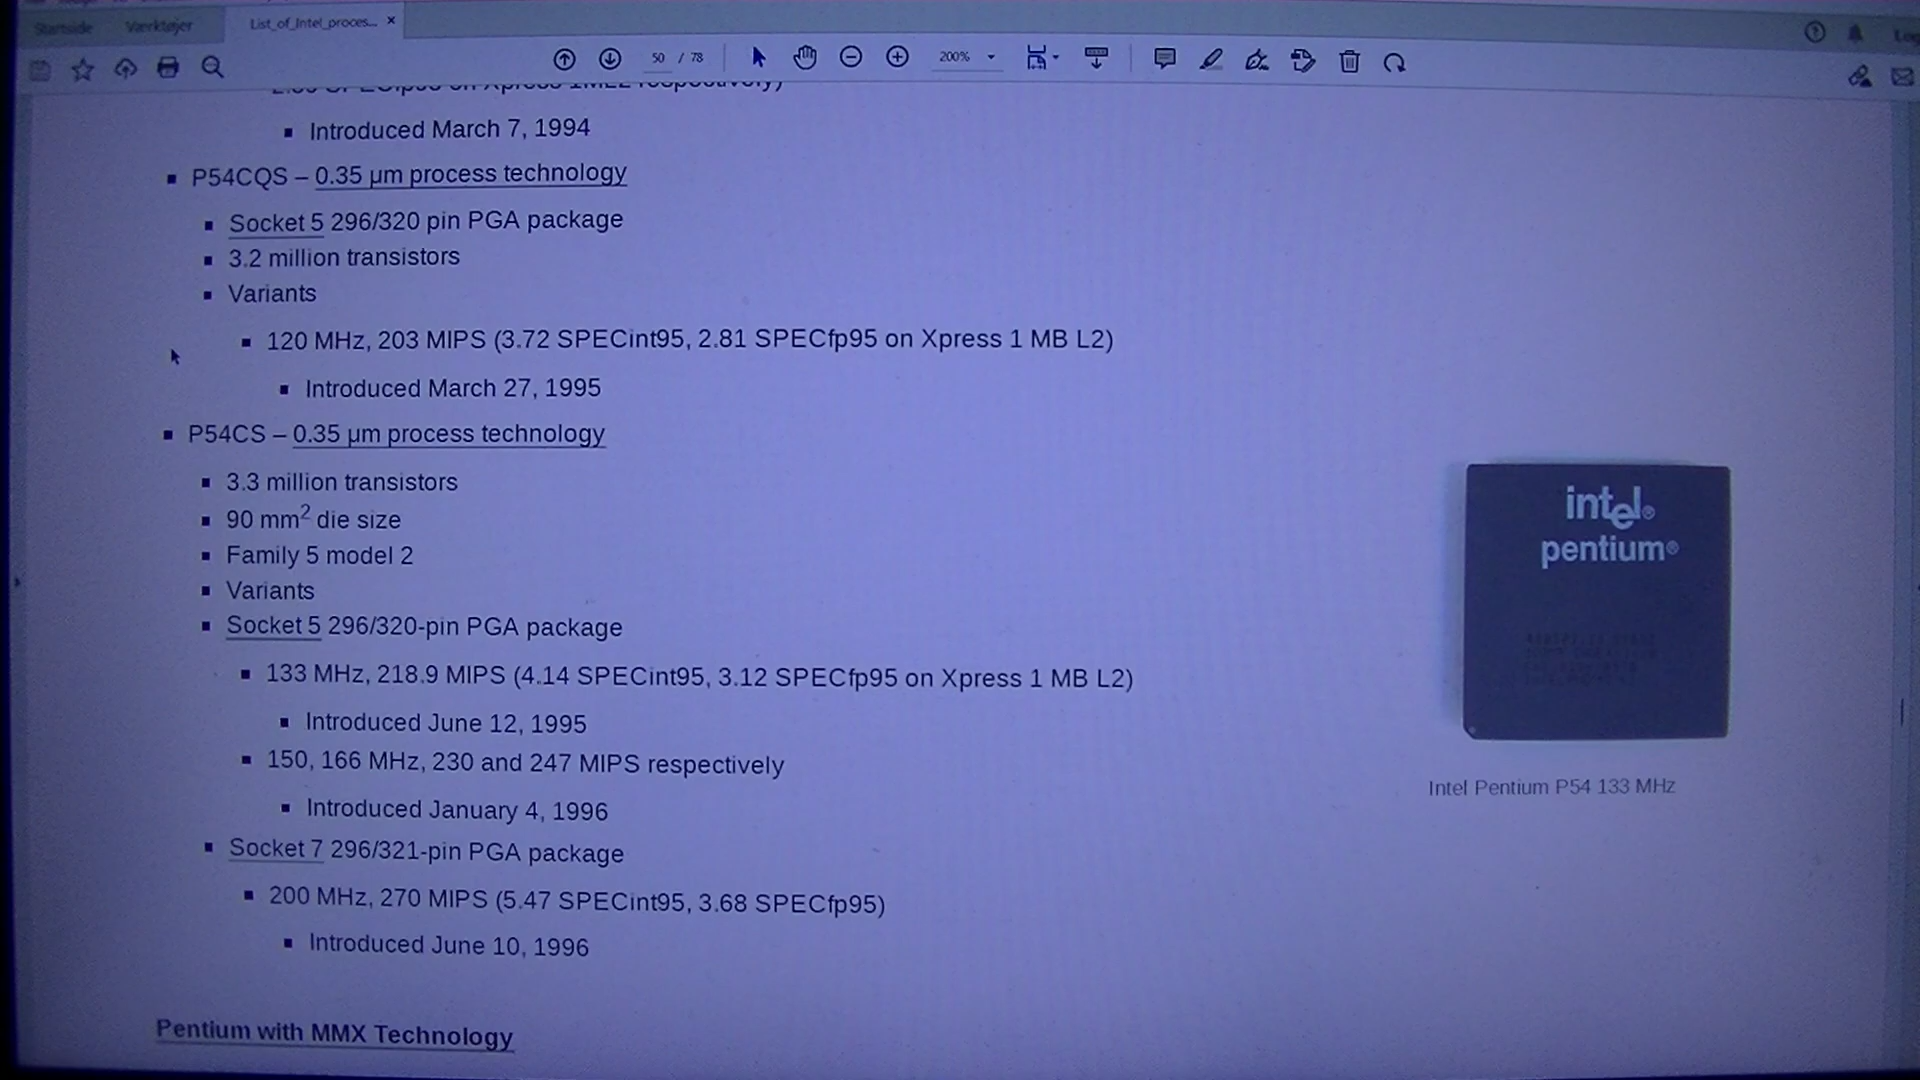 Startside Værktøjer List_of_Intel_proces... ×
50 / 78 200%
Introduced March 7, 1994
P54CQS – 0.35 µm process technology
Socket 5 296/320 pin PGA package
3.2 million transistors
Variants
120 MHz, 203 MIPS (3.72 SPECint95, 2.81 SPECfp95 on Xpress 1 MB L2)
Introduced March 27, 1995
P54CS – 0.35 µm process technology
3.3 million transistors
90 mm2 die size
Family 5 model 2
Variants
Socket 5 296/320-pin PGA package
133 MHz, 218.9 MIPS (4.14 SPECint95, 3.12 SPECfp95 on Xpress 1 MB L2)
Introduced June 12, 1995
150, 166 MHz, 230 and 247 MIPS respectively
Introduced January 4, 1996
Socket 7 296/321-pin PGA package
200 MHz, 270 MIPS (5.47 SPECint95, 3.68 SPECfp95)
Introduced June 10, 1996
intel®
pentium®
Intel Pentium P54 133 MHz
Pentium with MMX Technology